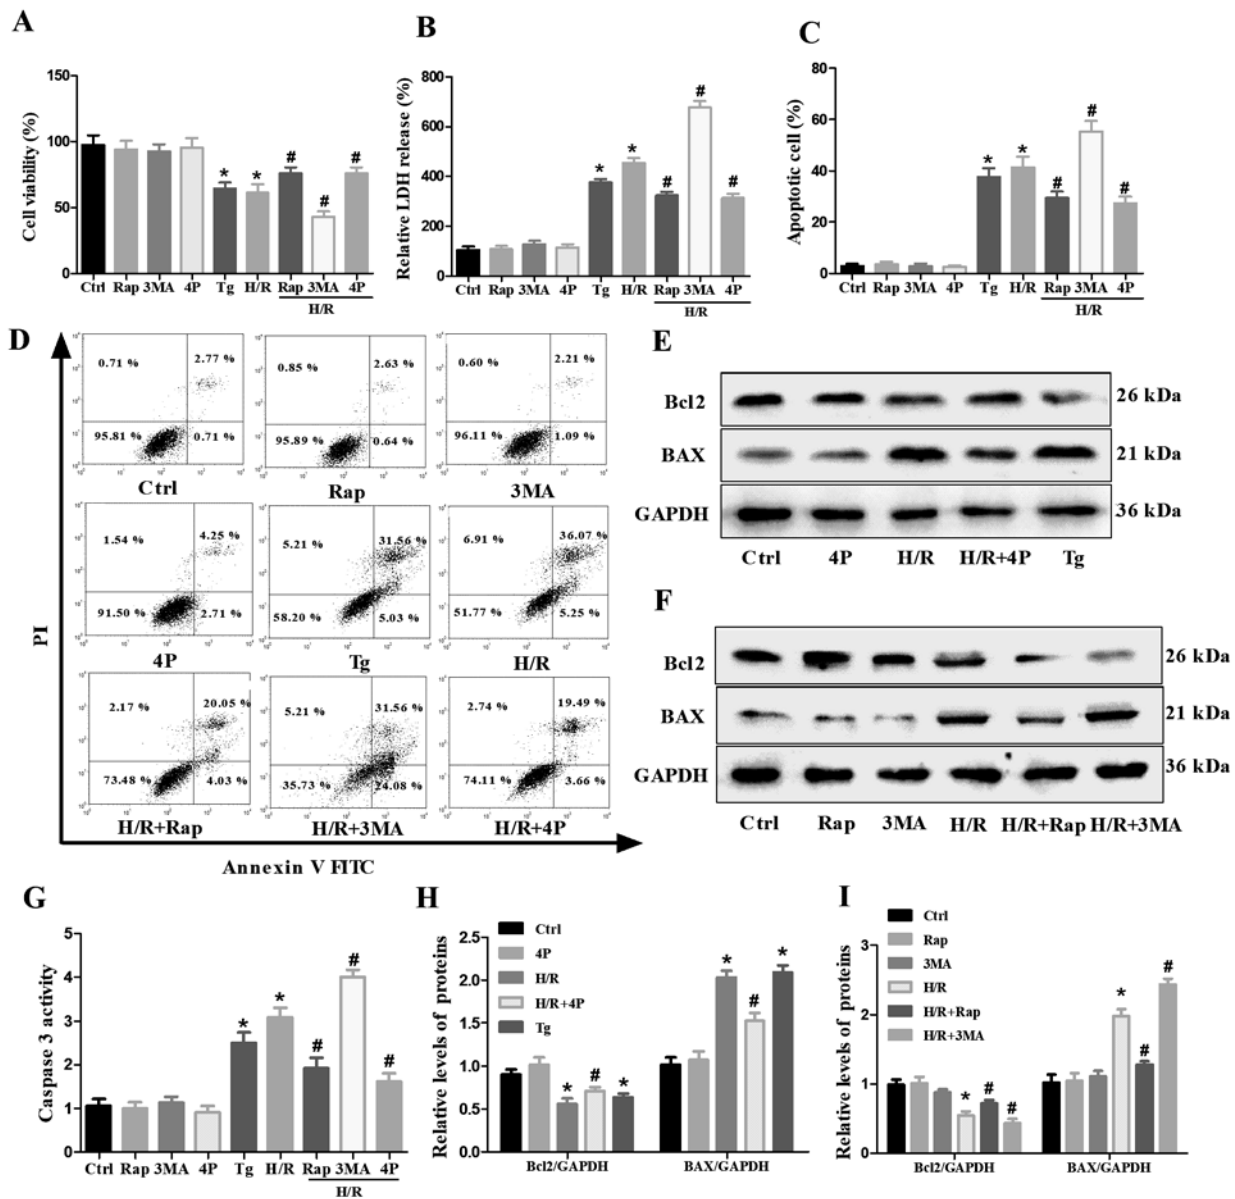 A
Cell viability (%)
150
100
50
0
* * # # #
Ctrl Rap 3MA 4P Tg H/R Rap 3MA 4P
H/R
B
Relative LDH release (%)
800
600
400
200
0
* * # # #
Ctrl Rap 3MA 4P Tg H/R Rap 3MA 4P
H/R
C
Apoptotic cell (%)
80
60
40
20
0
* * # # #
Ctrl Rap 3MA 4P Tg H/R Rap 3MA 4P
H/R
D
PI
0.71 % 2.77 %
95.81 % 0.71 %
Ctrl
0.85 % 2.63 %
95.89 % 0.64 %
Rap
0.60 % 2.21 %
96.11 % 1.09 %
3MA
1.54 % 4.25 %
91.50 % 2.71 %
4P
5.21 % 31.56 %
58.20 % 5.03 %
Tg
6.91 % 36.07 %
51.77 % 5.25 %
H/R
2.17 % 20.05 %
73.48 % 4.03 %
H/R+Rap
5.21 % 31.56 %
35.73 % 24.08 %
H/R+3MA
2.74 % 19.49 %
74.11 % 3.66 %
H/R+4P
Annexin V FITC
E
Bcl2 26 kDa
BAX 21 kDa
GAPDH 36 kDa
Ctrl 4P H/R H/R+4P Tg
F
Bcl2 26 kDa
BAX 21 kDa
GAPDH 36 kDa
Ctrl Rap 3MA H/R H/R+Rap H/R+3MA
G
Caspase 3 activity
5
4
3
2
1
0
* * # # #
Ctrl Rap 3MA 4P Tg H/R Rap 3MA 4P
H/R
H
Ctrl
4P
H/R
H/R+4P
Tg
Relative levels of proteins
2.5
2.0
1.5
1.0
0.5
0.0
* # * * # *
Bcl2/GAPDH BAX/GAPDH
I
Ctrl
Rap
3MA
H/R
H/R+Rap
H/R+3MA
Relative levels of proteins
3
2
1
0
* # # * # #
Bcl2/GAPDH BAX/GAPDH